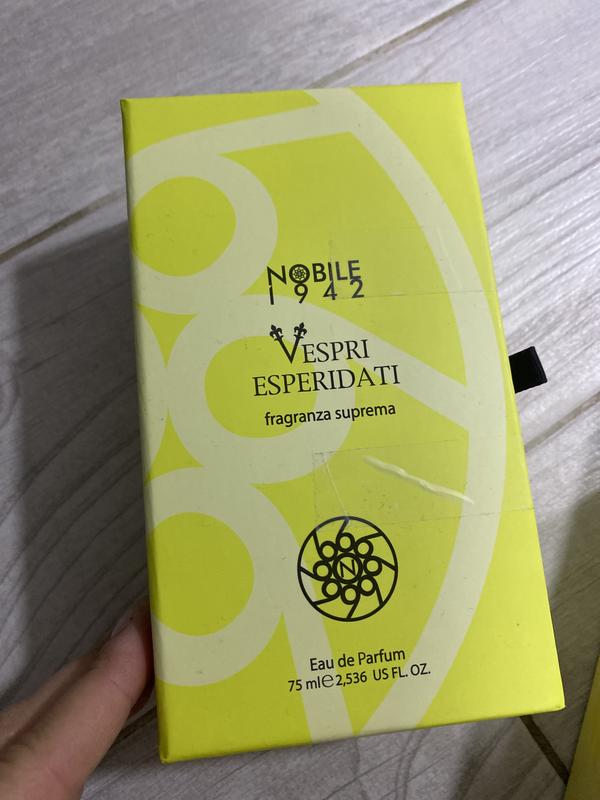 NOBILE
1942
VESPRI
ESPERIDATI
fragranza suprema
N
Eau de Parfum
75 ml℮2,536 US FL. OZ.